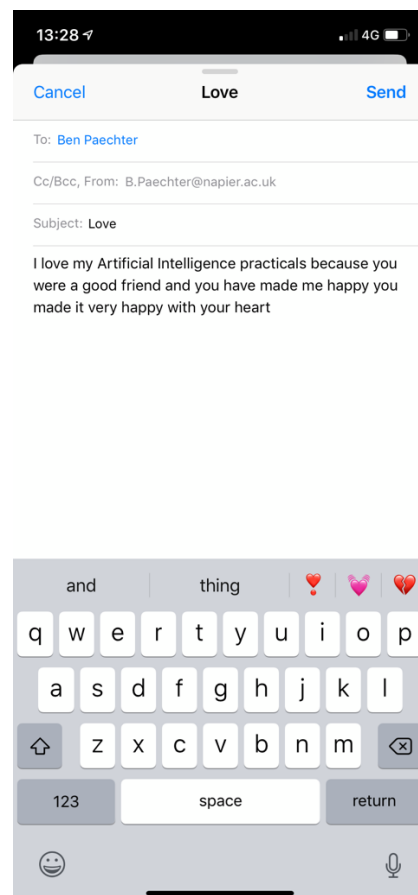 13:28 4G
Cancel Love Send
To: Ben Paechter
Cc/Bcc, From: B.Paechter@napier.ac.uk
Subject: Love
I love my Artificial Intelligence practicals because you
were a good friend and you have made me happy you
made it very happy with your heart
and thing
q w e r t y u i o p
a s d f g h j k l
z x c v b n m
123 space return